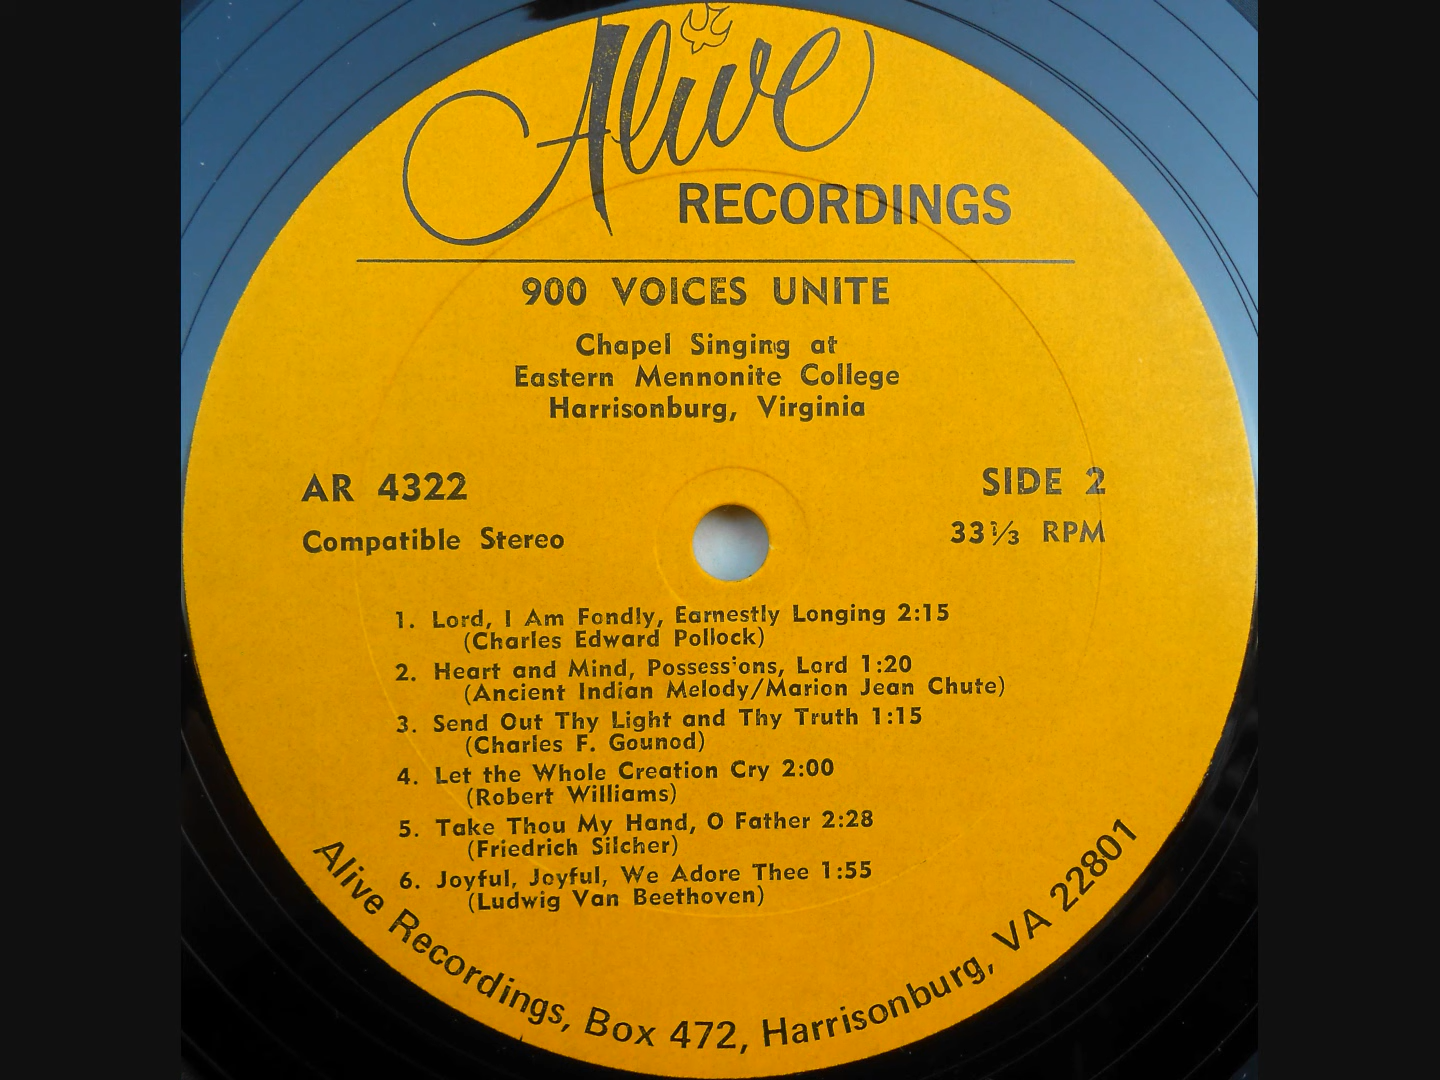 Alive
RECORDINGS
900 VOICES UNITE
Chapel Singing at
Eastern Mennonite College
Harrisonburg, Virginia
AR 4322
SIDE 2
Compatible Stereo
33⅓ RPM
1. Lord, I Am Fondly, Earnestly Longing 2:15
(Charles Edward Pollock)
2. Heart and Mind, Possessions, Lord 1:20
(Ancient Indian Melody/Marion Jean Chute)
3. Send Out Thy Light and Thy Truth 1:15
(Charles F. Gounod)
4. Let the Whole Creation Cry 2:00
(Robert Williams)
5. Take Thou My Hand, O Father 2:28
(Friedrich Silcher)
6. Joyful, Joyful, We Adore Thee 1:55
(Ludwig Van Beethoven)
Alive Recordings, Box 472, Harrisonburg, VA 22801